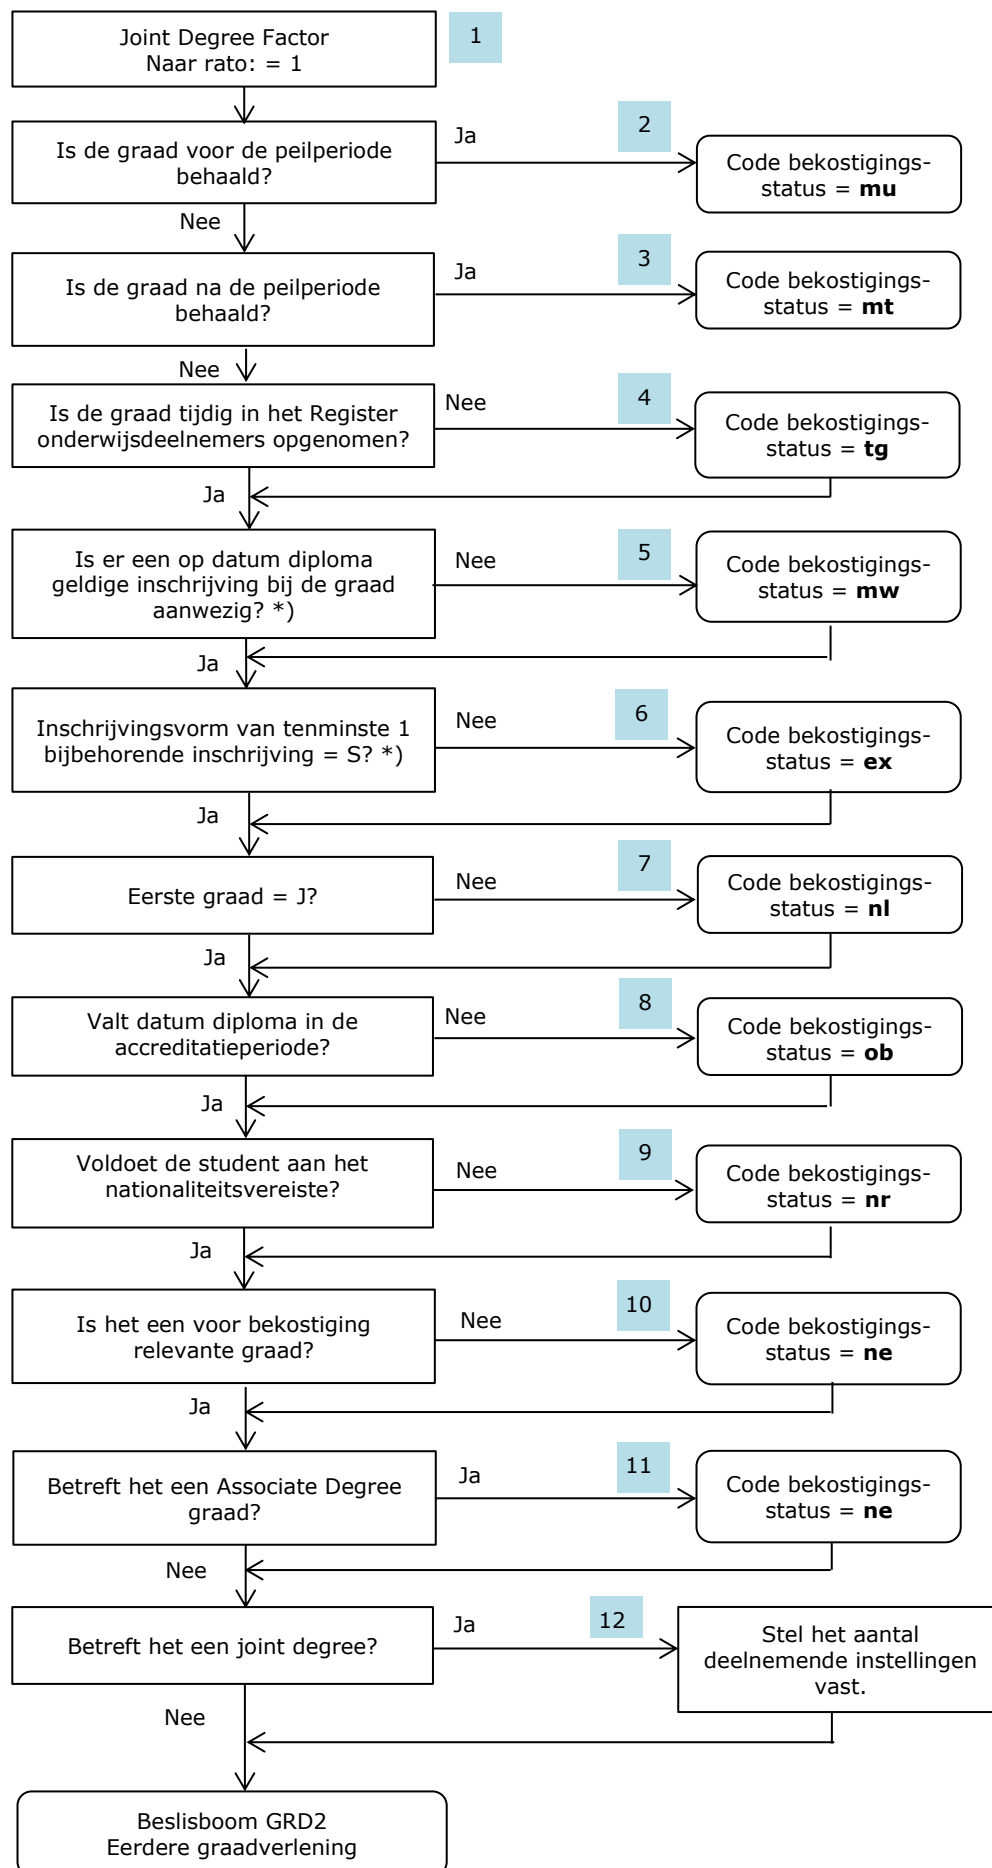 Joint Degree Factor
Naar rato: = 1
1
Is de graad voor de peilperiode
behaald?
Ja
2
Code bekostigings-
status = mu
Nee
Is de graad na de peilperiode
behaald?
Ja
3
Code bekostigings-
status = mt
Nee
Is de graad tijdig in het Register
onderwijsdeelnemers opgenomen?
Nee
4
Code bekostigings-
status = tg
Ja
Is er een op datum diploma
geldige inschrijving bij de graad
aanwezig? *)
Nee
5
Code bekostigings-
status = mw
Ja
Inschrijvingsvorm van tenminste 1
bijbehorende inschrijving = S? *)
Nee
6
Code bekostigings-
status = ex
Ja
Eerste graad = J?
Nee
7
Code bekostigings-
status = nl
Ja
Valt datum diploma in de
accreditatieperiode?
Nee
8
Code bekostigings-
status = ob
Ja
Voldoet de student aan het
nationaliteitsvereiste?
Nee
9
Code bekostigings-
status = nr
Ja
Is het een voor bekostiging
relevante graad?
Nee
10
Code bekostigings-
status = ne
Ja
Betreft het een Associate Degree
graad?
Ja
11
Code bekostigings-
status = ne
Nee
Betreft het een joint degree?
Ja
12
Stel het aantal
deelnemende instellingen
vast.
Nee
Beslisboom GRD2
Eerdere graadverlening